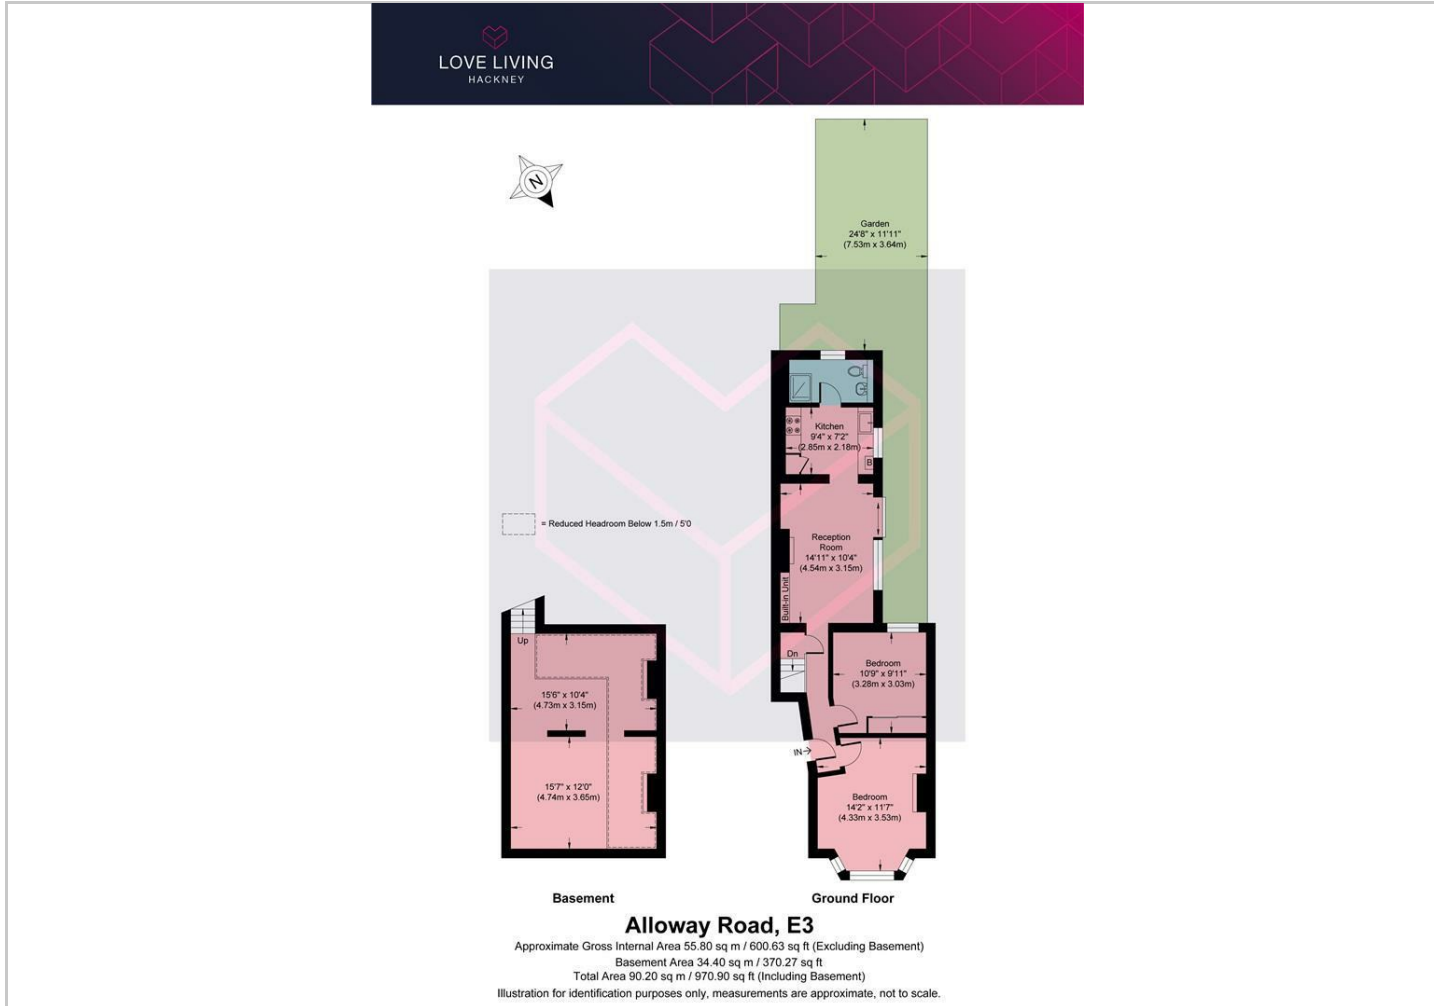 LOVE LIVING
HACKNEY
N
Garden
24'8" x 11'11"
(7.53m x 3.64m)
Kitchen
9'4" x 7'2"
(2.85m x 2.18m)
B
= Reduced Headroom Below 1.5m / 5'0
Reception
Room
14'11" x 10'4"
(4.54m x 3.15m)
Built-in Unit
Up
Dn
Bedroom
10'9" x 9'11"
(3.28m x 3.03m)
15'6" x 10'4"
(4.73m x 3.15m)
IN
15'7" x 12'0"
(4.74m x 3.65m)
Bedroom
14'2" x 11'7"
(4.33m x 3.53m)
Basement
Ground Floor
Alloway Road, E3
Approximate Gross Internal Area 55.80 sq m / 600.63 sq ft (Excluding Basement)
Basement Area 34.40 sq m / 370.27 sq ft
Total Area 90.20 sq m / 970.90 sq ft (Including Basement)
Illustration for identification purposes only, measurements are approximate, not to scale.